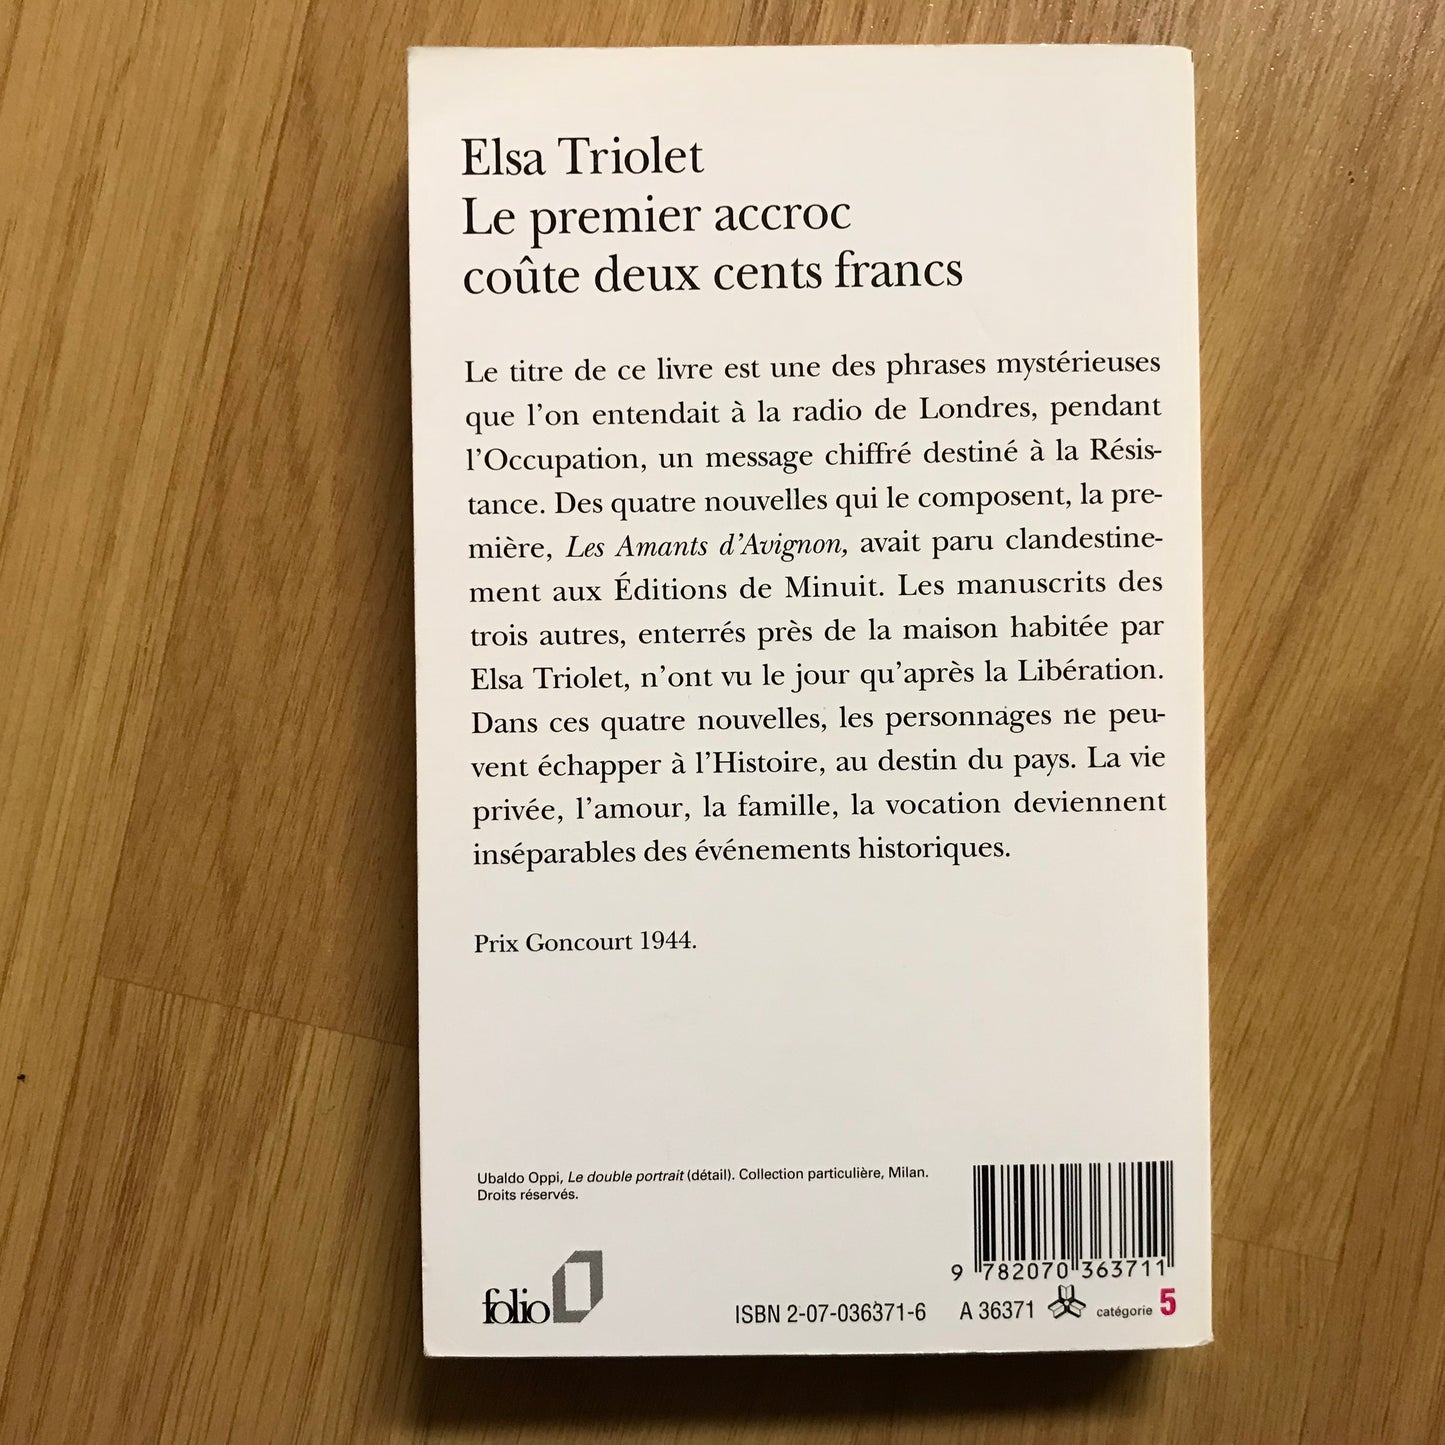 Elsa Triolet
Le premier accroc
coûte deux cents francs
Le titre de ce livre est une des phrases mystérieuses
que l'on entendait à la radio de Londres, pendant
l'Occupation, un message chiffré destiné à la Résis-
tance. Des quatre nouvelles qui le composent, la pre-
mière, Les Amants d'Avignon, avait paru clandestine-
ment aux Éditions de Minuit. Les manuscrits des
trois autres, enterrés près de la maison habitée par
Elsa Triolet, n'ont vu le jour qu'après la Libération.
Dans ces quatre nouvelles, les personnages ne peu-
vent échapper à l'Histoire, au destin du pays. La vie
privée, l'amour, la famille, la vocation deviennent
inséparables des événements historiques.
Prix Goncourt 1944.
Ubaldo Oppi, Le double portrait (détail). Collection particulière, Milan.
Droits réservés.
9 782070 363711
folio
ISBN 2-07-036371-6 A 36371 catégorie 5